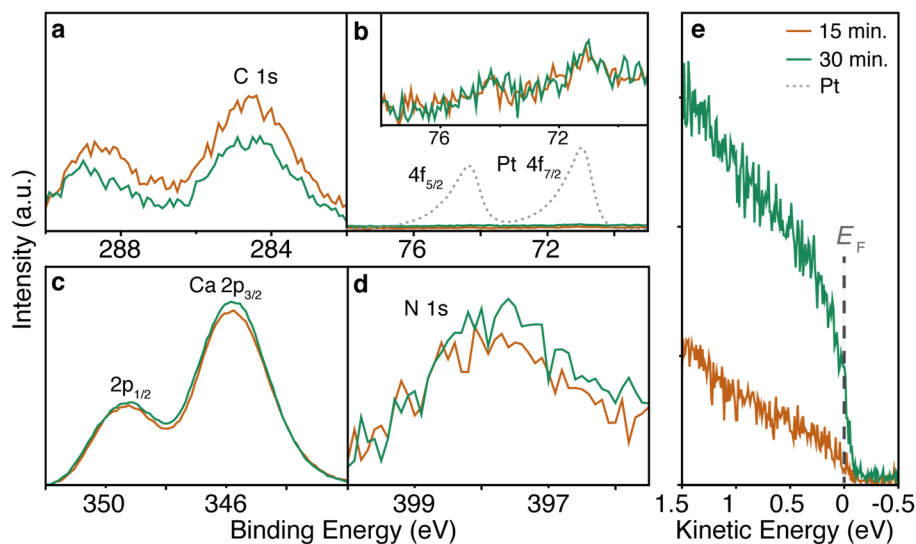 a
C 1s
288
284
b
76
72
4f5/2
Pt 4f7/2
76
72
c
Ca 2p3/2
2p1/2
350
346
d
N 1s
399
397
e
15 min.
30 min.
Pt
EF
1.5 1 0.5 0 -0.5
Intensity (a.u.)
Binding Energy (eV)
Kinetic Energy (eV)